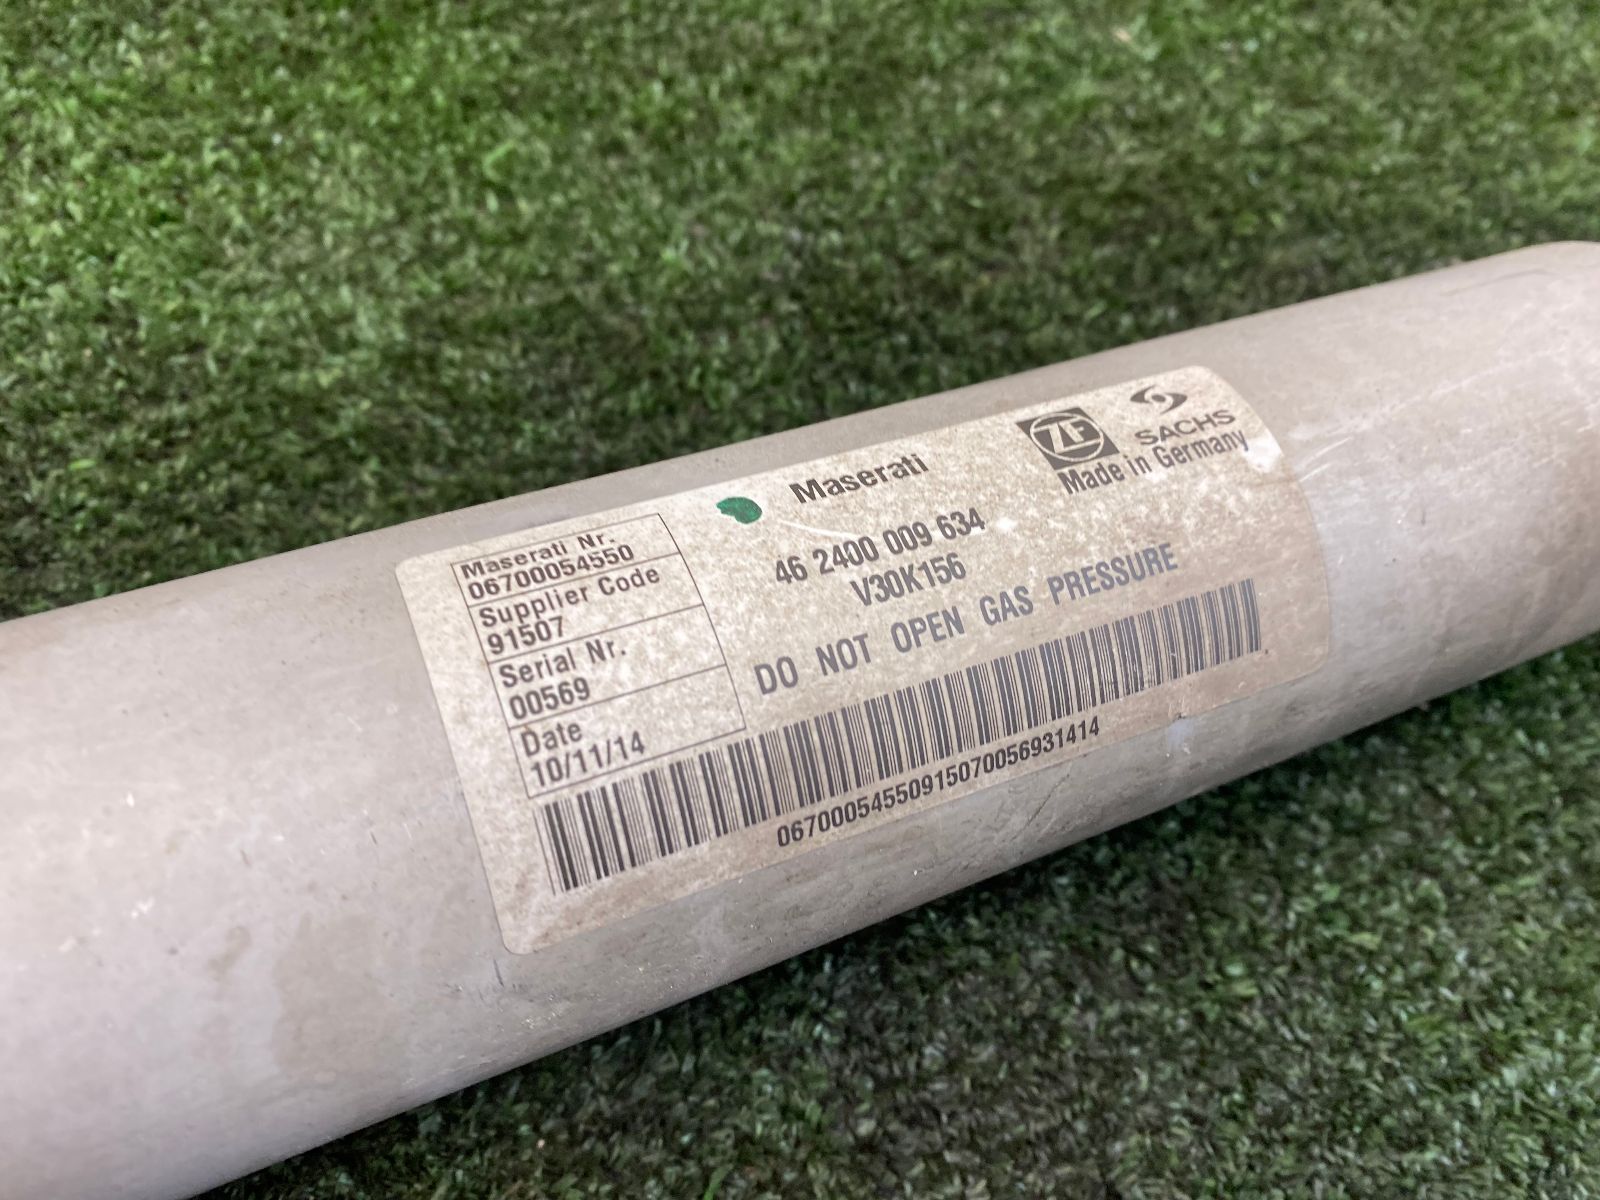 Maserati Nr.
06700054550
Supplier Code
91507
Serial Nr.
00569
Date
10/11/14
Maserati
ZF
SACHS
Made in Germany
46 2400 009 634
V30K156
DO NOT OPEN GAS PRESSURE
06700054550915070056931414